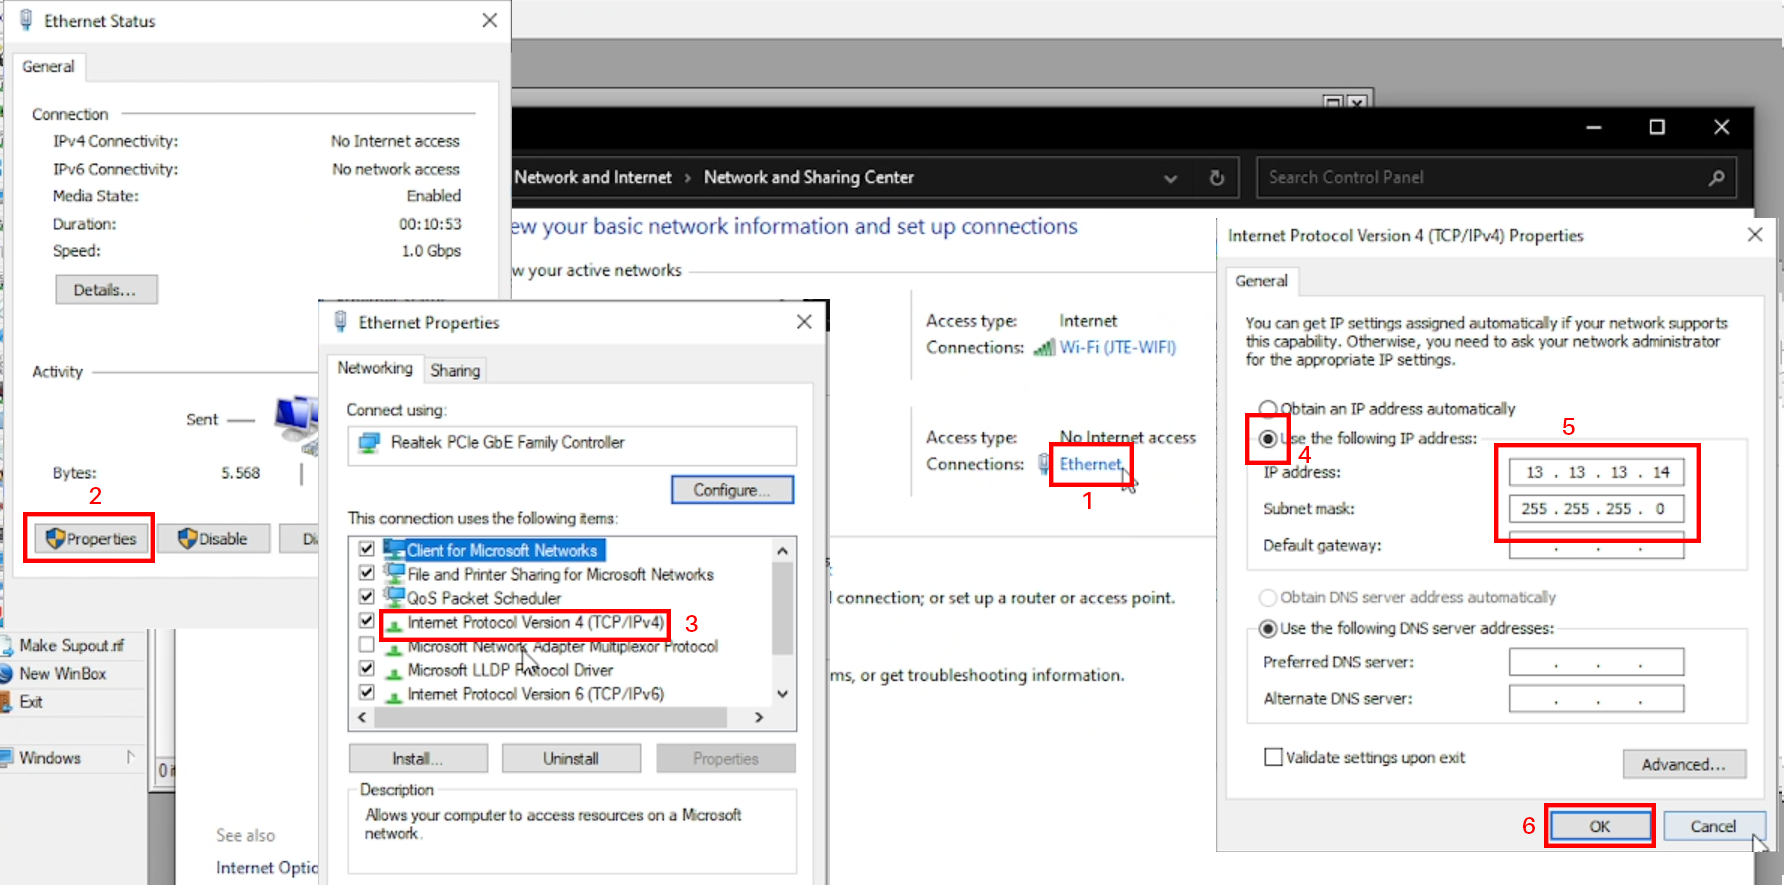 Ethernet Status
General
Connection
IPv4 Connectivity: No Internet access
IPv6 Connectivity: No network access
Media State: Enabled
Duration: 00:10:53
Speed: 1.0 Gbps
Details...
Activity
Sent
Bytes: 5.568
2
Properties
Disable
Make Supout.rif
New WinBox
Exit
Windows
Network and Internet › Network and Sharing Center
Search Control Panel
ew your basic network information and set up connections
w your active networks
Access type: Internet
Connections: Wi-Fi (JTE-WIFI)
Access type: No Internet access
Connections: Ethernet
1
connection; or set up a router or access point.
ms, or get troubleshooting information.
See also
Internet Optio
Ethernet Properties
Networking
Sharing
Connect using:
Realtek PCIe GbE Family Controller
Configure...
This connection uses the following items:
Client for Microsoft Networks
File and Printer Sharing for Microsoft Networks
QoS Packet Scheduler
Internet Protocol Version 4 (TCP/IPv4)
3
Microsoft Network Adapter Multiplexor Protocol
Microsoft LLDP Protocol Driver
Internet Protocol Version 6 (TCP/IPv6)
Install...
Uninstall
Properties
Description
Allows your computer to access resources on a Microsoft
network.
Internet Protocol Version 4 (TCP/IPv4) Properties
General
You can get IP settings assigned automatically if your network supports
this capability. Otherwise, you need to ask your network administrator
for the appropriate IP settings.
Obtain an IP address automatically
Use the following IP address:
4
5
IP address: 13 . 13 . 13 . 14
Subnet mask: 255 . 255 . 255 . 0
Default gateway: . . .
Obtain DNS server address automatically
Use the following DNS server addresses:
Preferred DNS server: . . .
Alternate DNS server: . . .
Validate settings upon exit
Advanced...
6
OK
Cancel